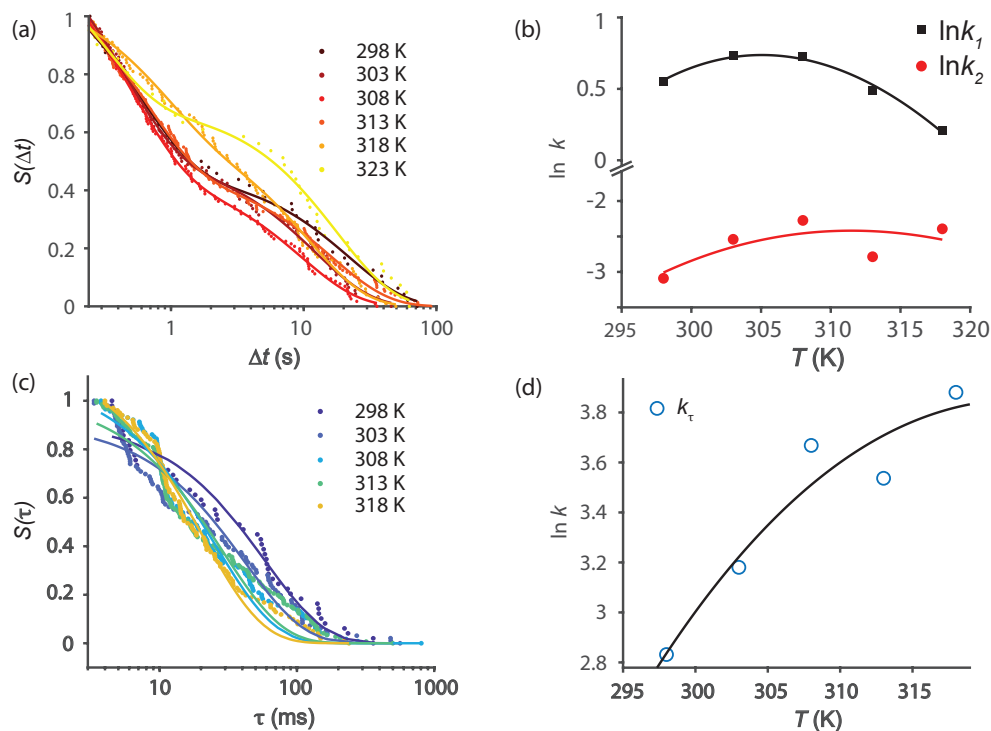 (a)
1
0.8
0.6
0.4
0.2
0
S(Δt)
1
10
100
Δt (s)
298 K
303 K
308 K
313 K
318 K
323 K
(b)
lnk₁
lnk₂
1
0.5
0
-2
-3
ln k
295
300
305
310
315
320
T (K)
(c)
1
0.8
0.6
0.4
0.2
0
S(τ)
10
100
1000
τ (ms)
298 K
303 K
308 K
313 K
318 K
(d)
kτ
3.8
3.6
3.4
3.2
3
2.8
ln k
295
300
305
310
315
T (K)